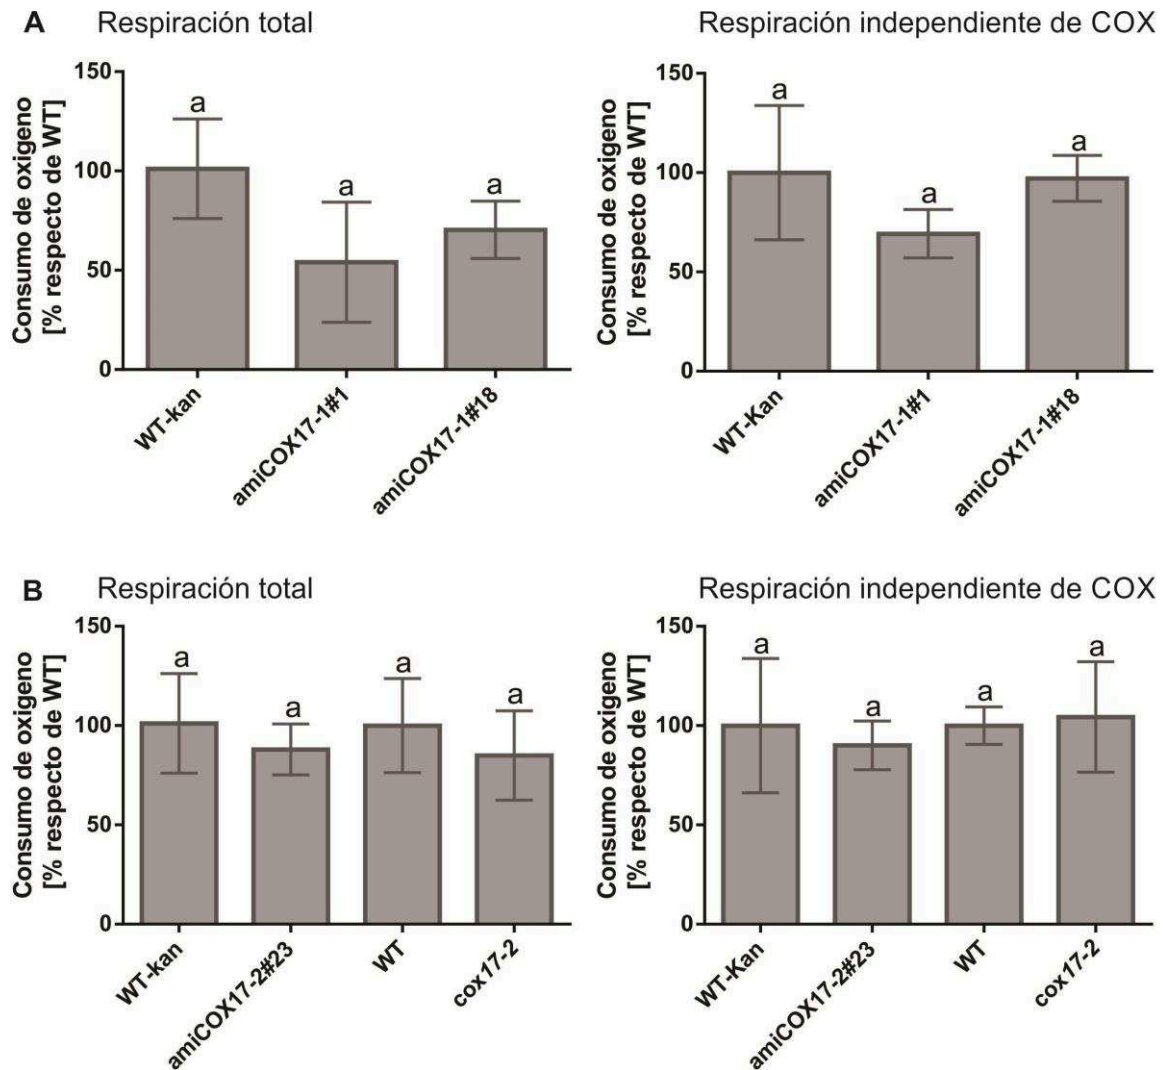 A Respiración total
Consumo de oxigeno
[% respecto de WT]
150
100
50
0
a
a
a
WT-kan
amiCOX17-1#1
amiCOX17-1#18
Respiración independiente de COX
Consumo de oxigeno
[% respecto de WT]
150
100
50
0
a
a
a
WT-Kan
amiCOX17-1#1
amiCOX17-1#18
B Respiración total
Consumo de oxigeno
[% respecto de WT]
150
100
50
0
a
a
a
a
WT-kan
amiCOX17-2#23
WT
cox17-2
Respiración independiente de COX
Consumo de oxigeno
[% respecto de WT]
150
100
50
0
a
a
a
a
WT-Kan
amiCOX17-2#23
WT
cox17-2